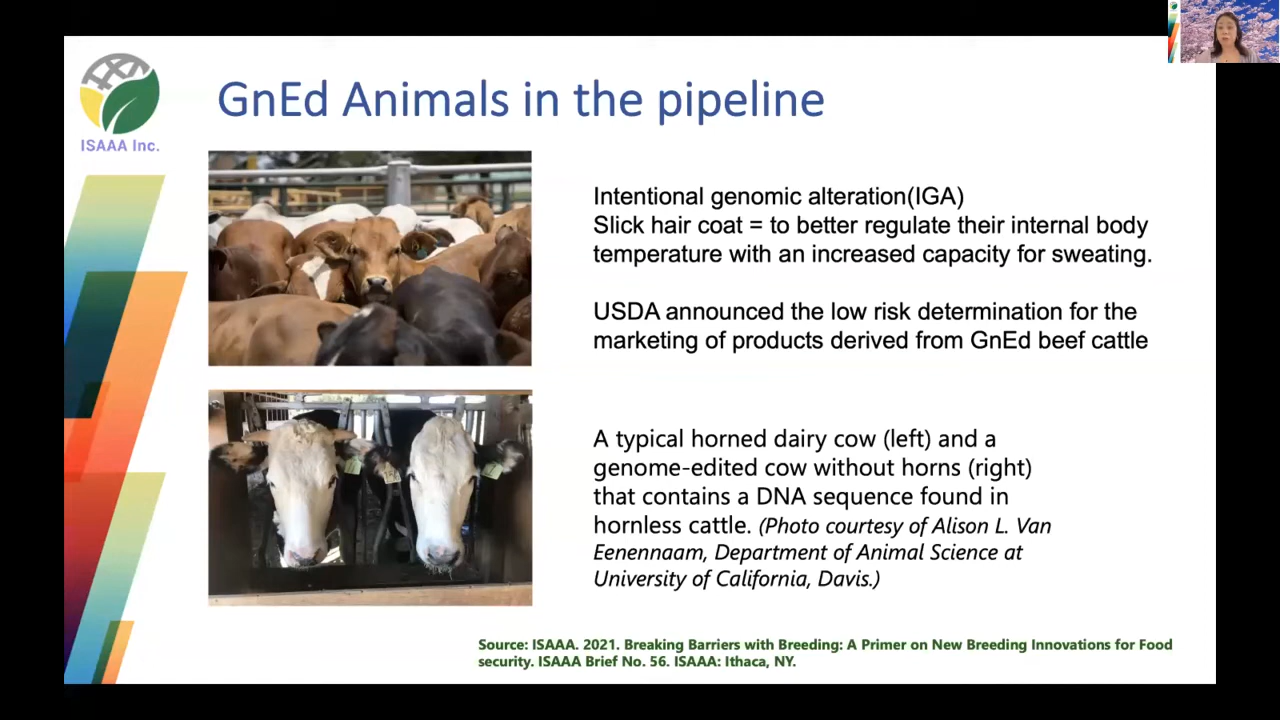 GnEd Animals in the pipeline
ISAAA Inc.
Intentional genomic alteration(IGA)
Slick hair coat = to better regulate their internal body
temperature with an increased capacity for sweating.
USDA announced the low risk determination for the
marketing of products derived from GnEd beef cattle
A typical horned dairy cow (left) and a
genome-edited cow without horns (right)
that contains a DNA sequence found in
hornless cattle. (Photo courtesy of Alison L. Van
Eenennaam, Department of Animal Science at
University of California, Davis.)
Source: ISAAA. 2021. Breaking Barriers with Breeding: A Primer on New Breeding Innovations for Food
security. ISAAA Brief No. 56. ISAAA: Ithaca, NY.